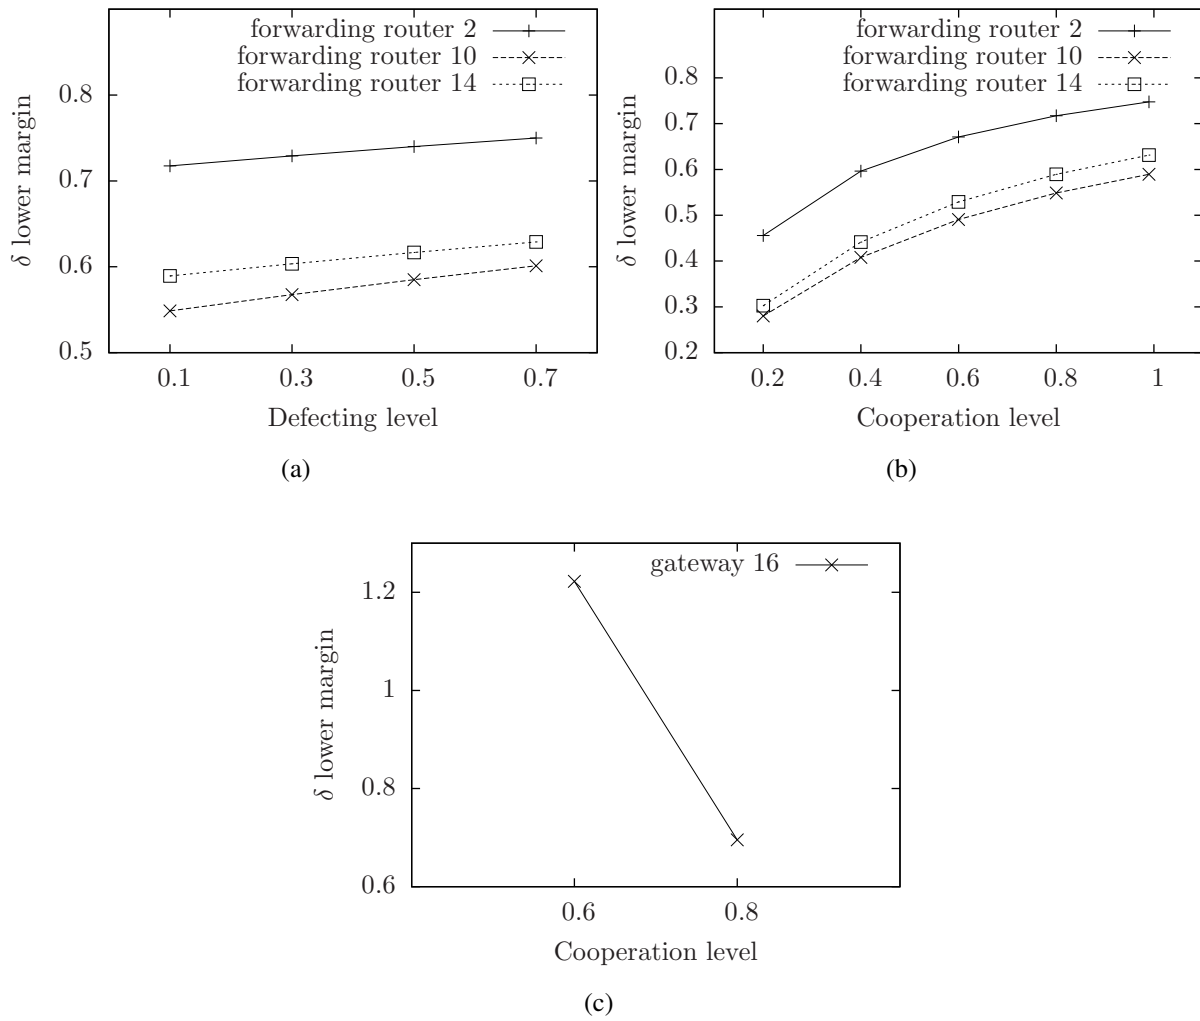 forwarding router 2
forwarding router 10
forwarding router 14
0.8
0.7
0.6
0.5
δ lower margin
0.1 0.3 0.5 0.7
Defecting level
(a)
forwarding router 2
forwarding router 10
forwarding router 14
0.8
0.7
0.6
0.5
0.4
0.3
0.2
δ lower margin
0.2 0.4 0.6 0.8 1
Cooperation level
(b)
gateway 16
1.2
1
0.8
0.6
δ lower margin
0.6 0.8
Cooperation level
(c)